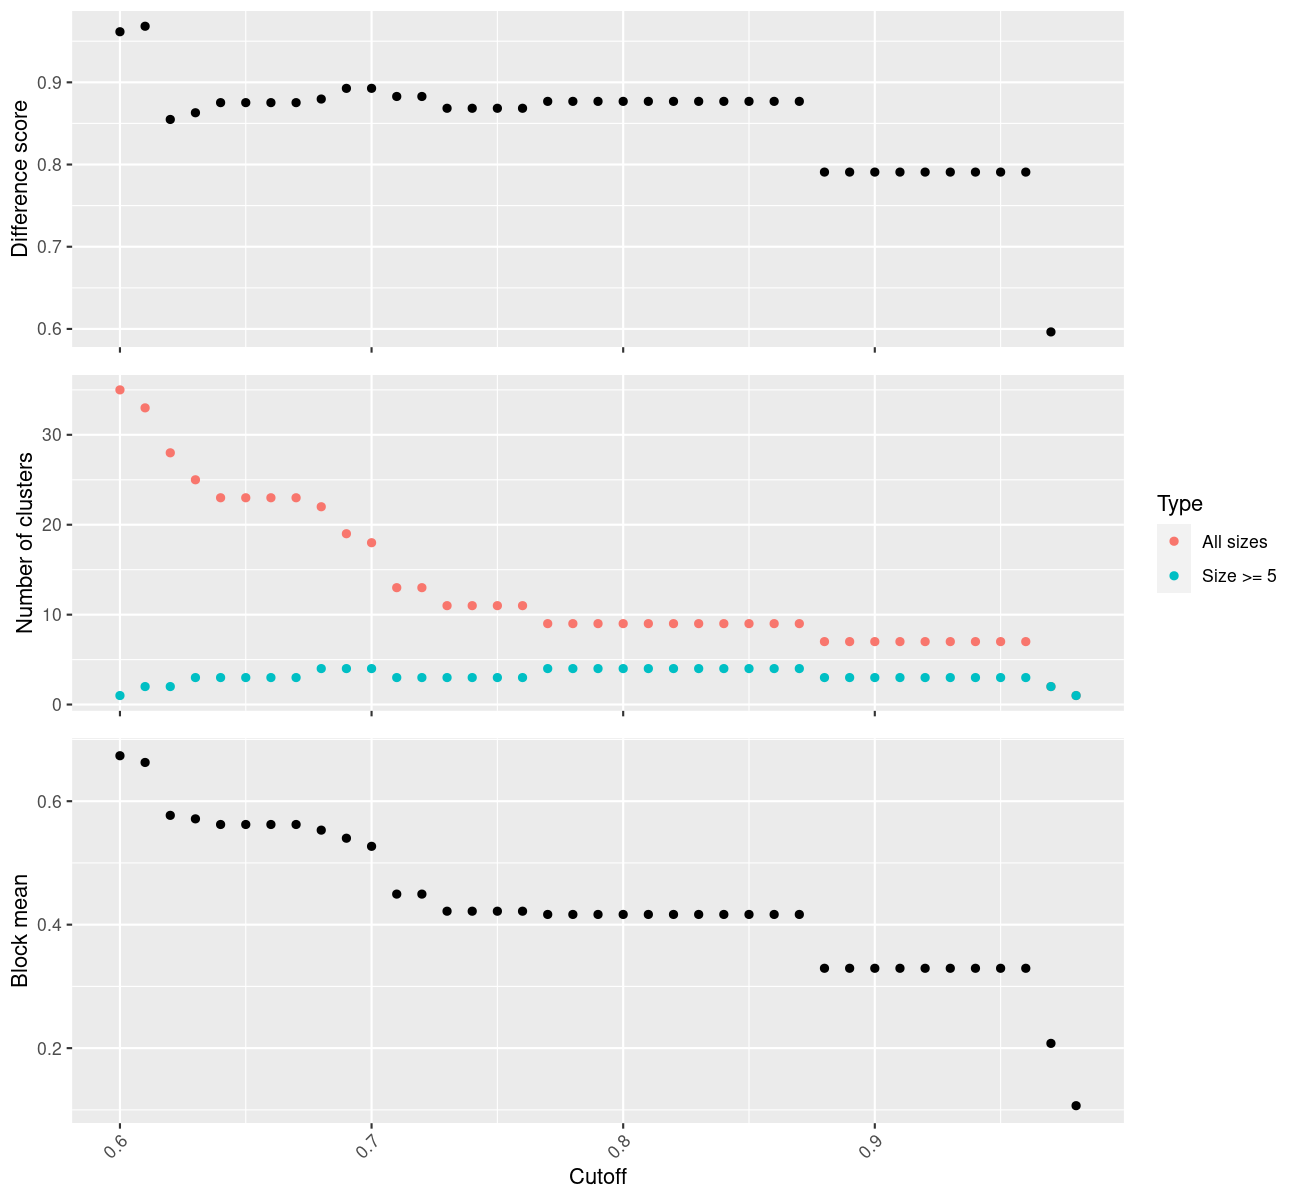 Difference score
0.9
0.8
0.7
0.6
Number of clusters
30
20
10
0
Type
All sizes
Size >= 5
Block mean
0.6
0.4
0.2
0.6
0.7
0.8
0.9
Cutoff